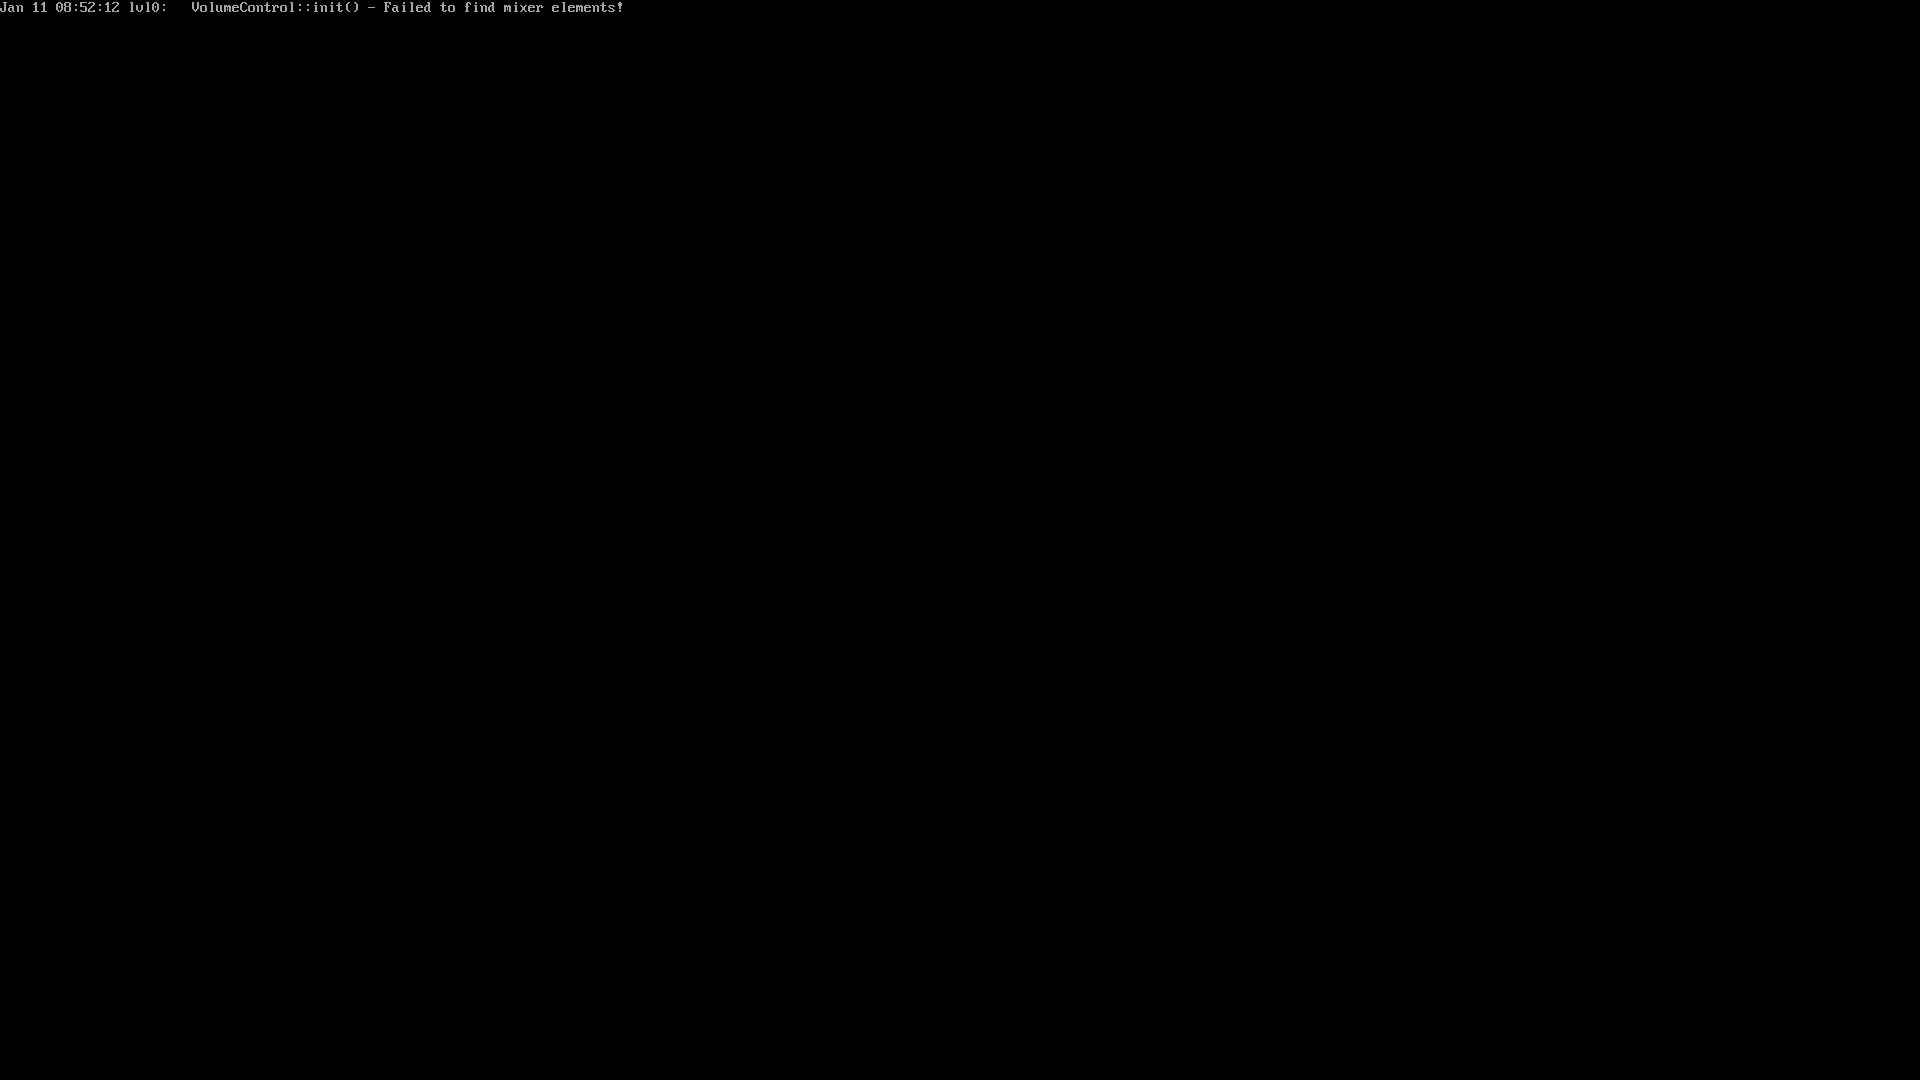 Jan 11 08:52:12 lvl0:   VolumeControl::init() - Failed to find mixer elements!